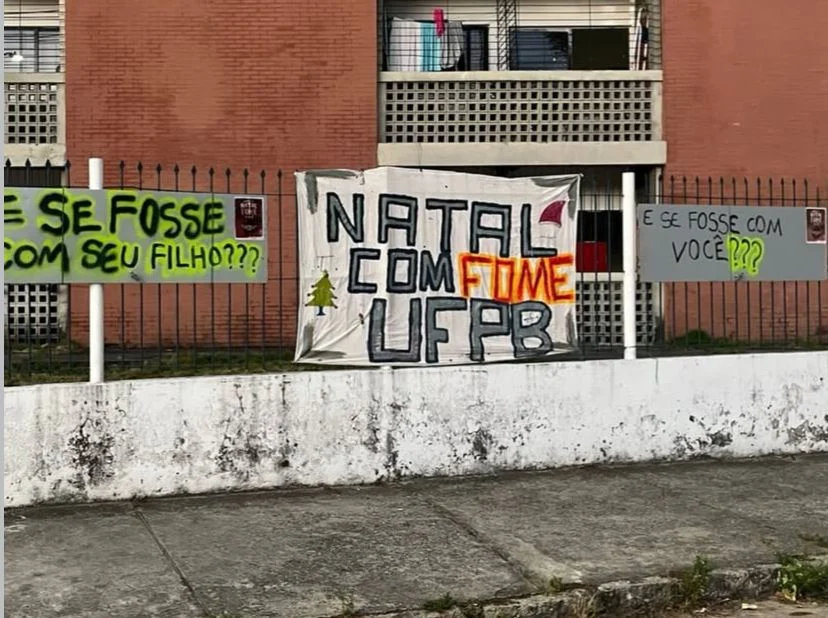 E SE FOSSE
COM SEU FILHO???
NATAL
COM FOME
UFPB
E SE FOSSE COM
VOCÊ???